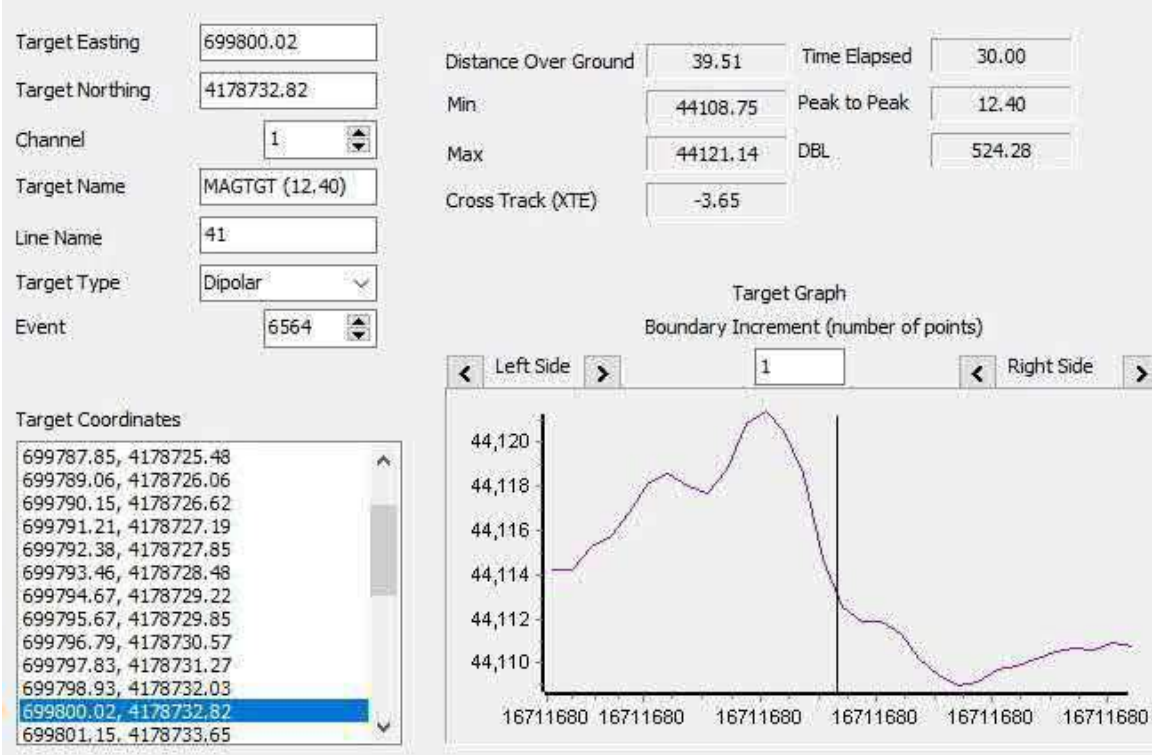 Target Easting 699800.02
Target Northing 4178732.82
Channel 1
Target Name MAGTGT (12.40)
Line Name 41
Target Type Dipolar
Event 6564
Distance Over Ground 39.51 Time Elapsed 30.00
Min 44108.75 Peak to Peak 12.40
Max 44121.14 DBL 524.28
Cross Track (XTE) -3.65
Target Graph
Boundary Increment (number of points)
< Left Side > 1 < Right Side >
Target Coordinates
699787.85, 4178725.48
699789.06, 4178726.06
699790.15, 4178726.62
699791.21, 4178727.19
699792.38, 4178727.85
699793.46, 4178728.48
699794.67, 4178729.22
699795.67, 4178729.85
699796.79, 4178730.57
699797.83, 4178731.27
699798.93, 4178732.03
699800.02, 4178732.82
699801.15, 4178733.65
44,120
44,118
44,116
44,114
44,112
44,110
16711680 16711680 16711680 16711680 16711680 16711680